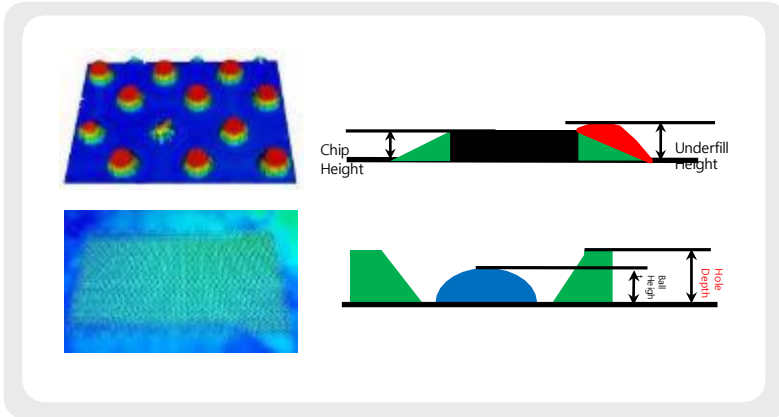 Chip
Height
Underfill
Height
Ball
Heigh
t
Hole
Depth